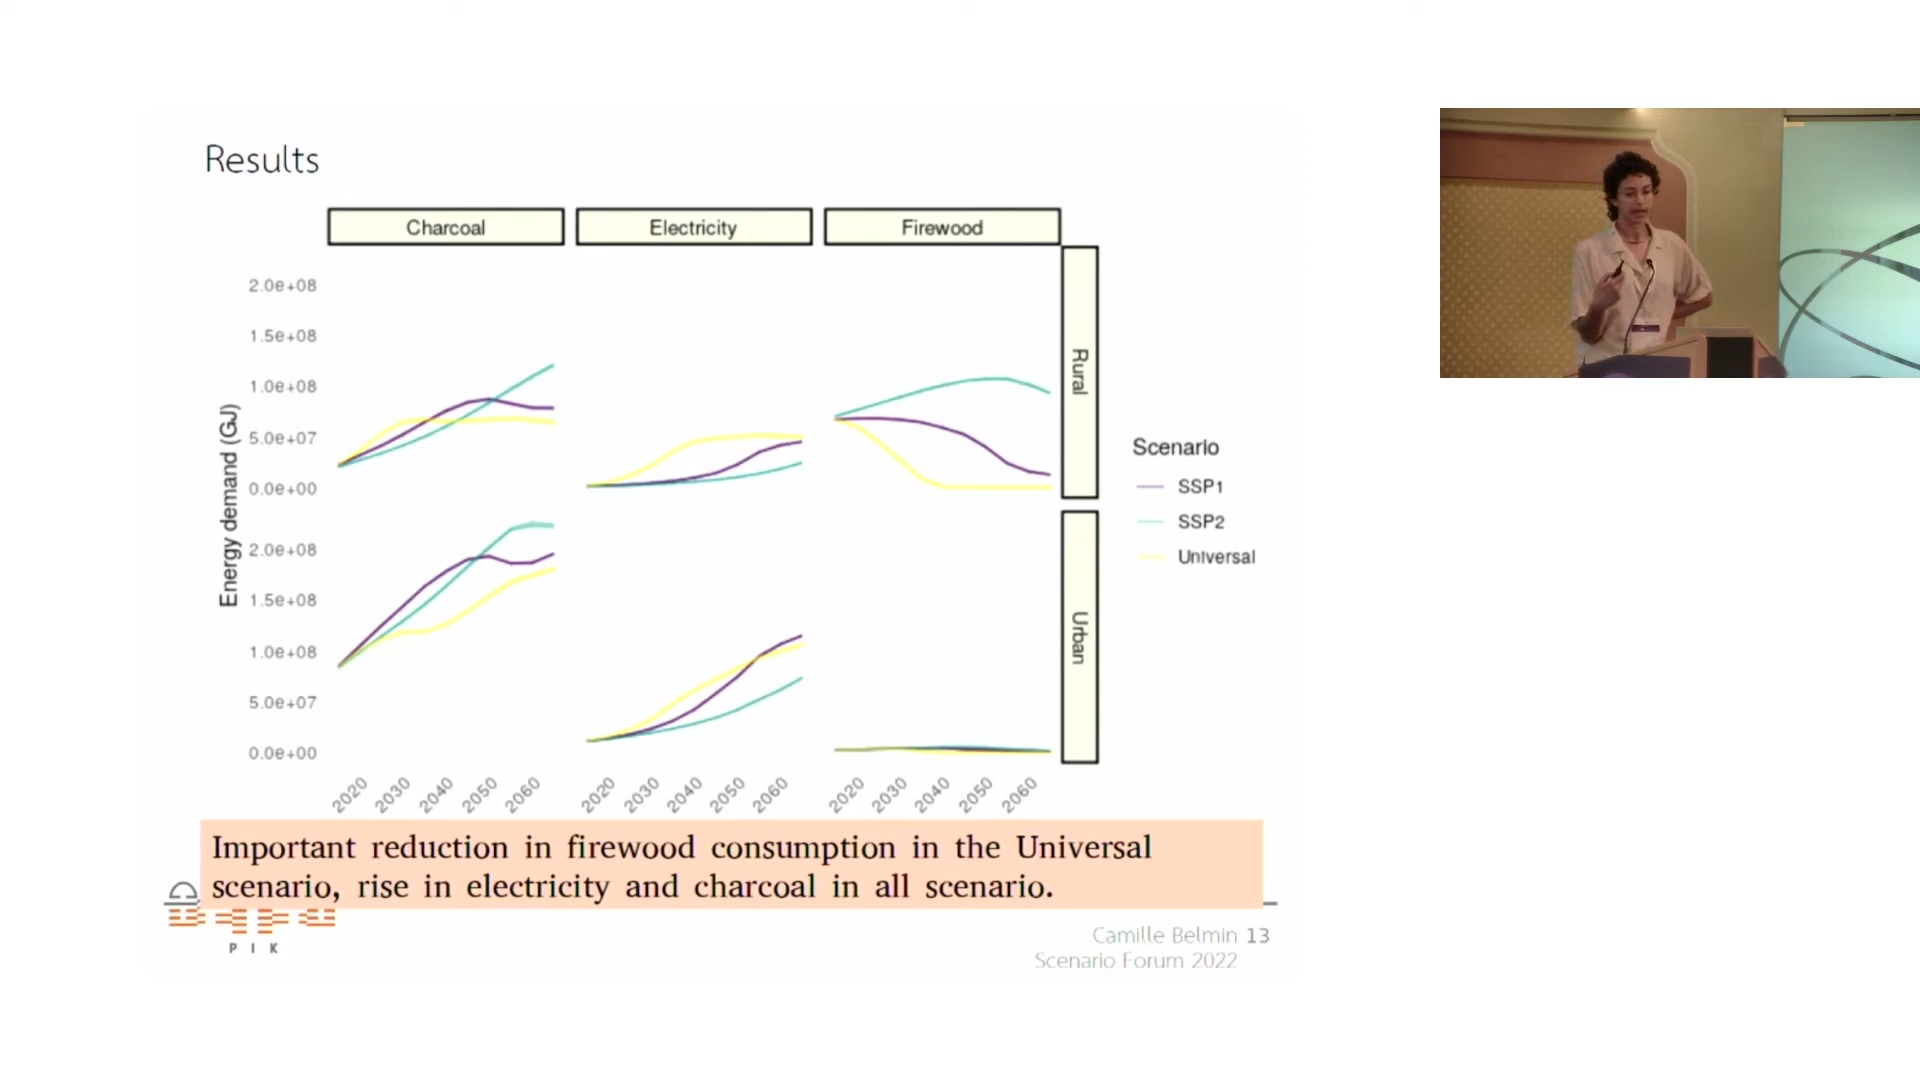 Results
Charcoal
Electricity
Firewood
Energy demand (GJ)
2.0e+08
1.5e+08
1.0e+08
5.0e+07
0.0e+00
Rural
2.0e+08
1.5e+08
1.0e+08
5.0e+07
0.0e+00
Urban
2020 2030 2040 2050 2060
2020 2030 2040 2050 2060
2020 2030 2040 2050 2060
Scenario
SSP1
SSP2
Universal
Important reduction in firewood consumption in the Universal
scenario, rise in electricity and charcoal in all scenario.
P I K
Camille Belmin 13
Scenario Forum 2022